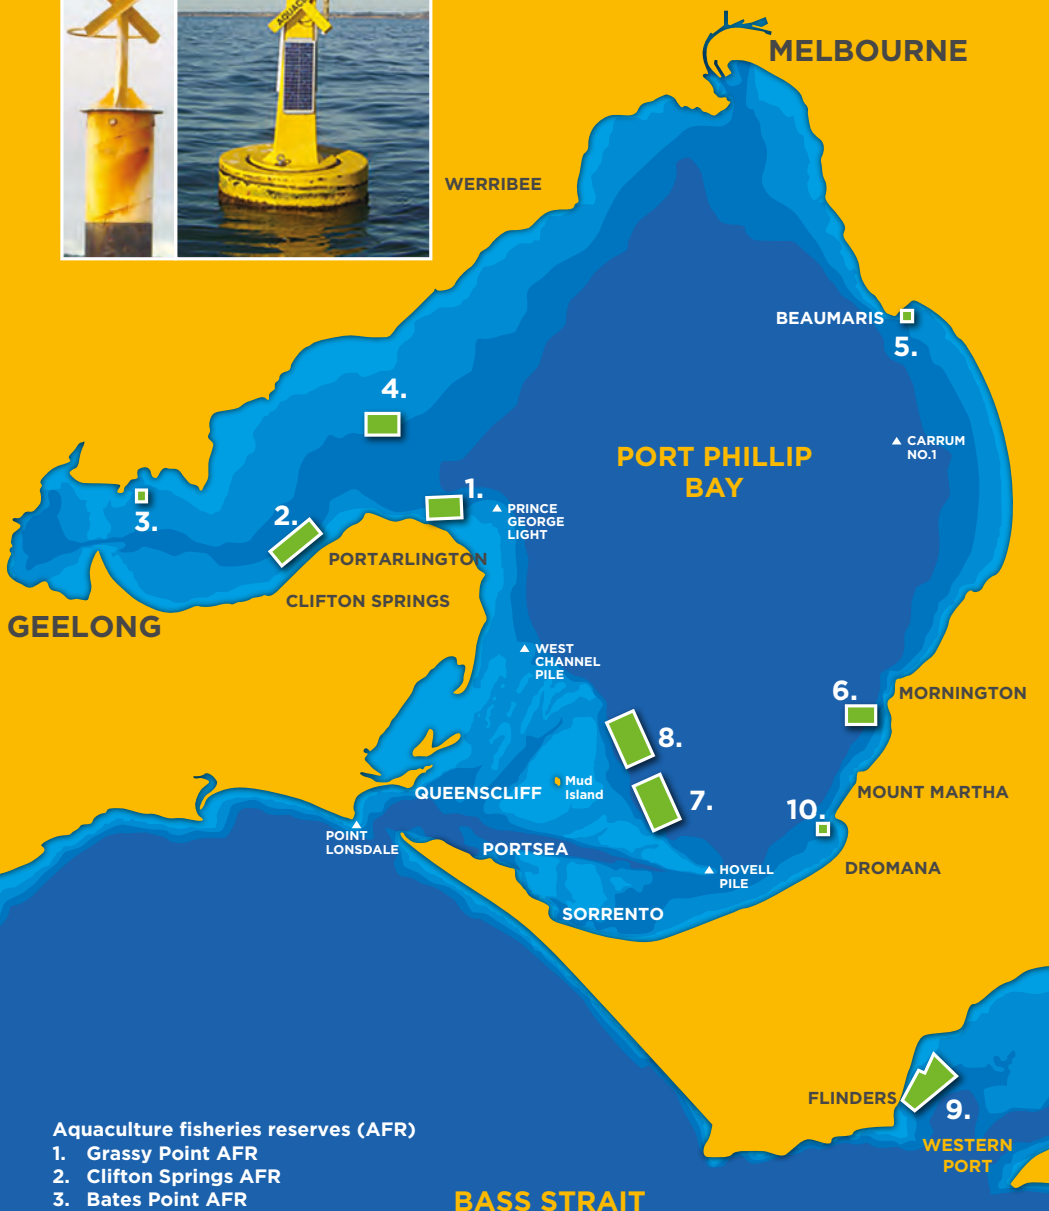 MELBOURNE
WERRIBEE
BEAUMARIS
5.
4.
CARRUM
NO.1
PORT PHILLIP
BAY
1.
PRINCE
GEORGE
LIGHT
3.
2.
PORTARLINGTON
CLIFTON SPRINGS
GEELONG
WEST
CHANNEL
PILE
6.
MORNINGTON
8.
Mud
Island
QUEENSCLIFF
7.
MOUNT MARTHA
10.
POINT
LONSDALE
PORTSEA
HOVELL
PILE
DROMANA
SORRENTO
FLINDERS
9.
WESTERN
PORT
Aquaculture fisheries reserves (AFR)
1. Grassy Point AFR
2. Clifton Springs AFR
3. Bates Point AFR
BASS STRAIT